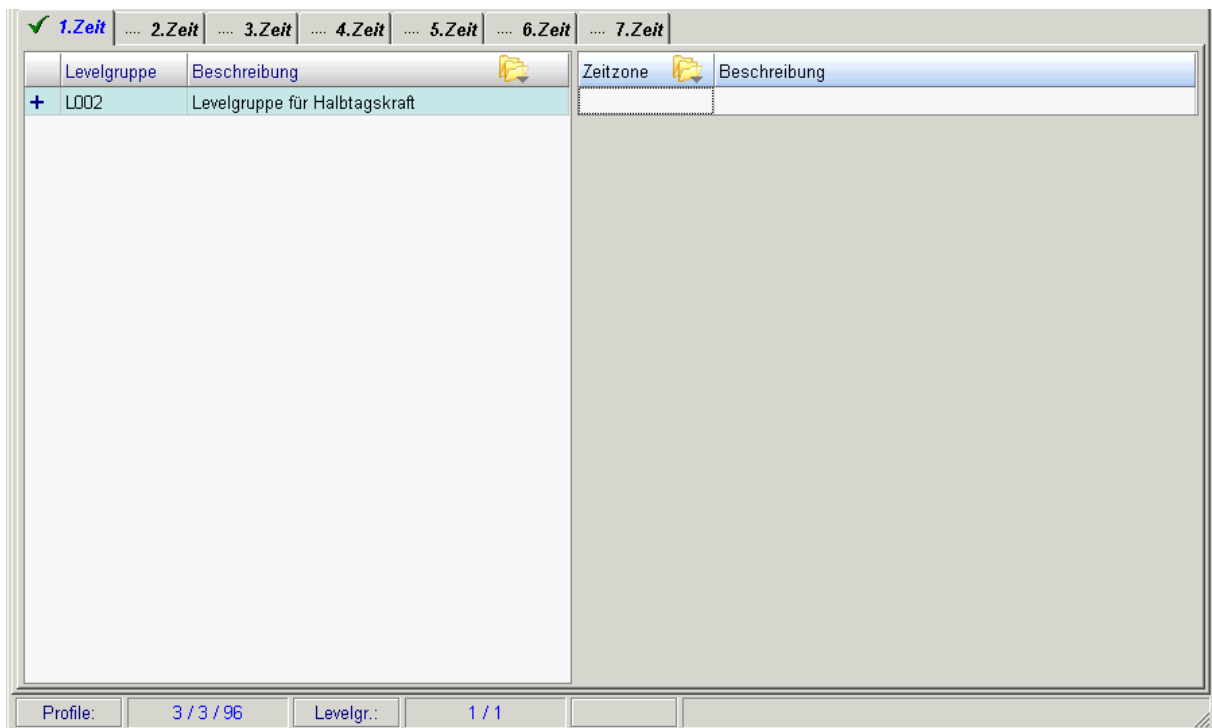 1.Zeit .... 2.Zeit .... 3.Zeit .... 4.Zeit .... 5.Zeit .... 6.Zeit .... 7.Zeit
Levelgruppe Beschreibung Zeitzone Beschreibung
+ L002 Levelgruppe für Halbtagskraft
Profile: 3 / 3 / 96 Levelgr.: 1 / 1